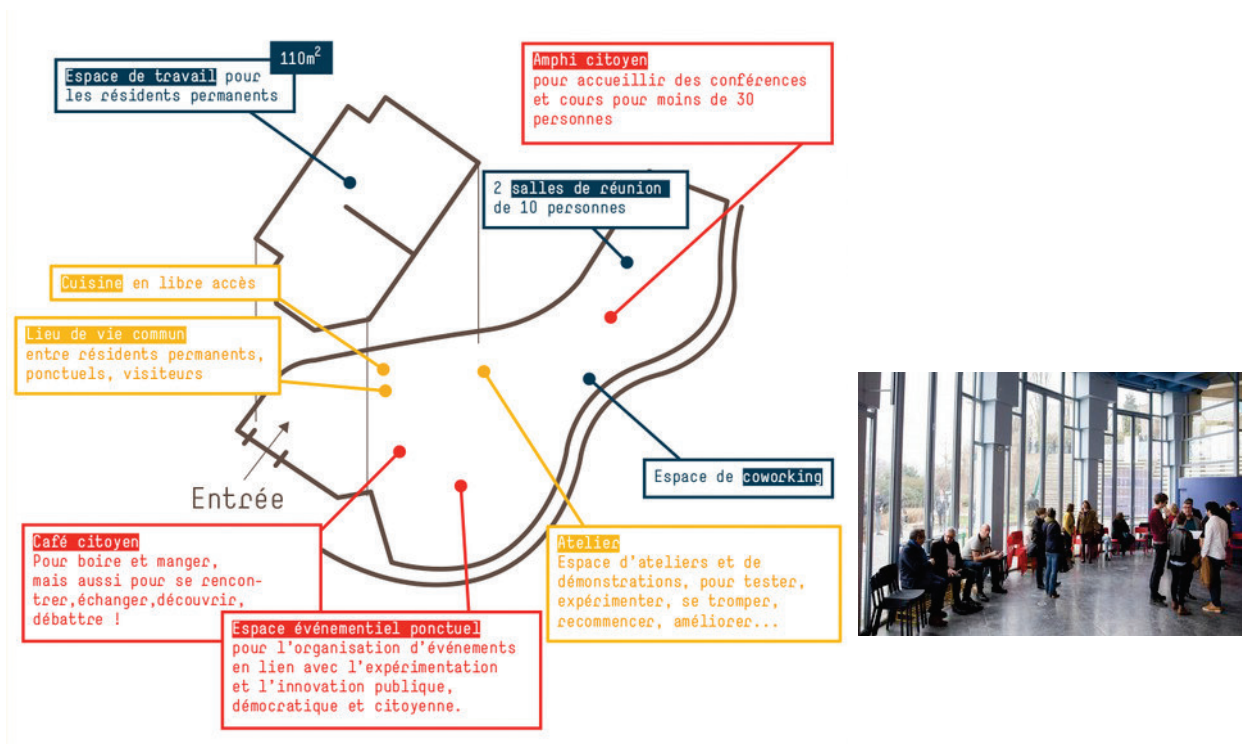 110m²
Espace de travail pour
les résidents permanents
Amphi citoyen
pour accueillir des conférences
et cours pour moins de 30
personnes
2 salles de réunion
de 10 personnes
Cuisine en libre accès
Lieu de vie commun
entre résidents permanents,
ponctuels, visiteurs
Espace de coworking
Entrée
Café citoyen
Pour boire et manger,
mais aussi pour se rencon-
trer,échanger,découvrir,
débattre !
Atelier
Espace d'ateliers et de
démonstrations, pour tester,
expérimenter, se tromper,
recommencer, améliorer...
Espace événementiel ponctuel
pour l'organisation d'événements
en lien avec l'expérimentation
et l'innovation publique,
démocratique et citoyenne.